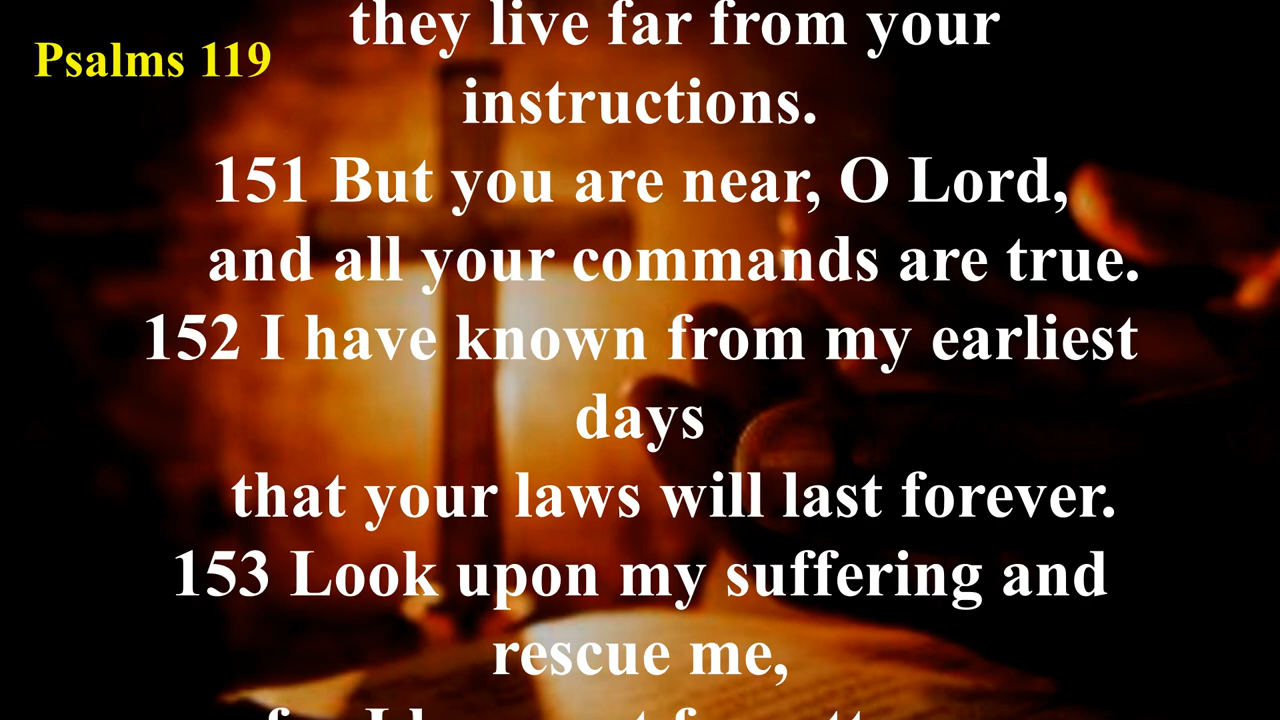 they live far from your
Psalms 119
instructions.
151 But you are near, O Lord,
and all your commands are true.
152 I have known from my earliest
days
that your laws will last forever.
153 Look upon my suffering and
rescue me,